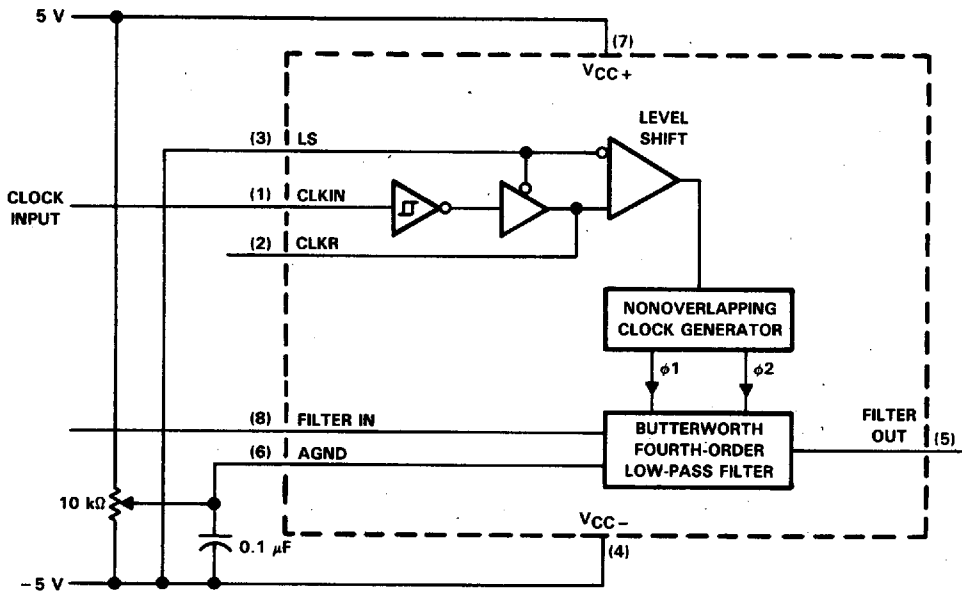 5 V
(7)
VCC+
LEVEL
SHIFT
(3) LS
CLOCK
INPUT
(1) CLKIN
(2) CLKR
NONOVERLAPPING
CLOCK GENERATOR
φ1
φ2
(8) FILTER IN
BUTTERWORTH
FOURTH-ORDER
LOW-PASS FILTER
FILTER
OUT
(5)
(6) AGND
10 kΩ
0.1 μF
VCC−
(4)
−5 V